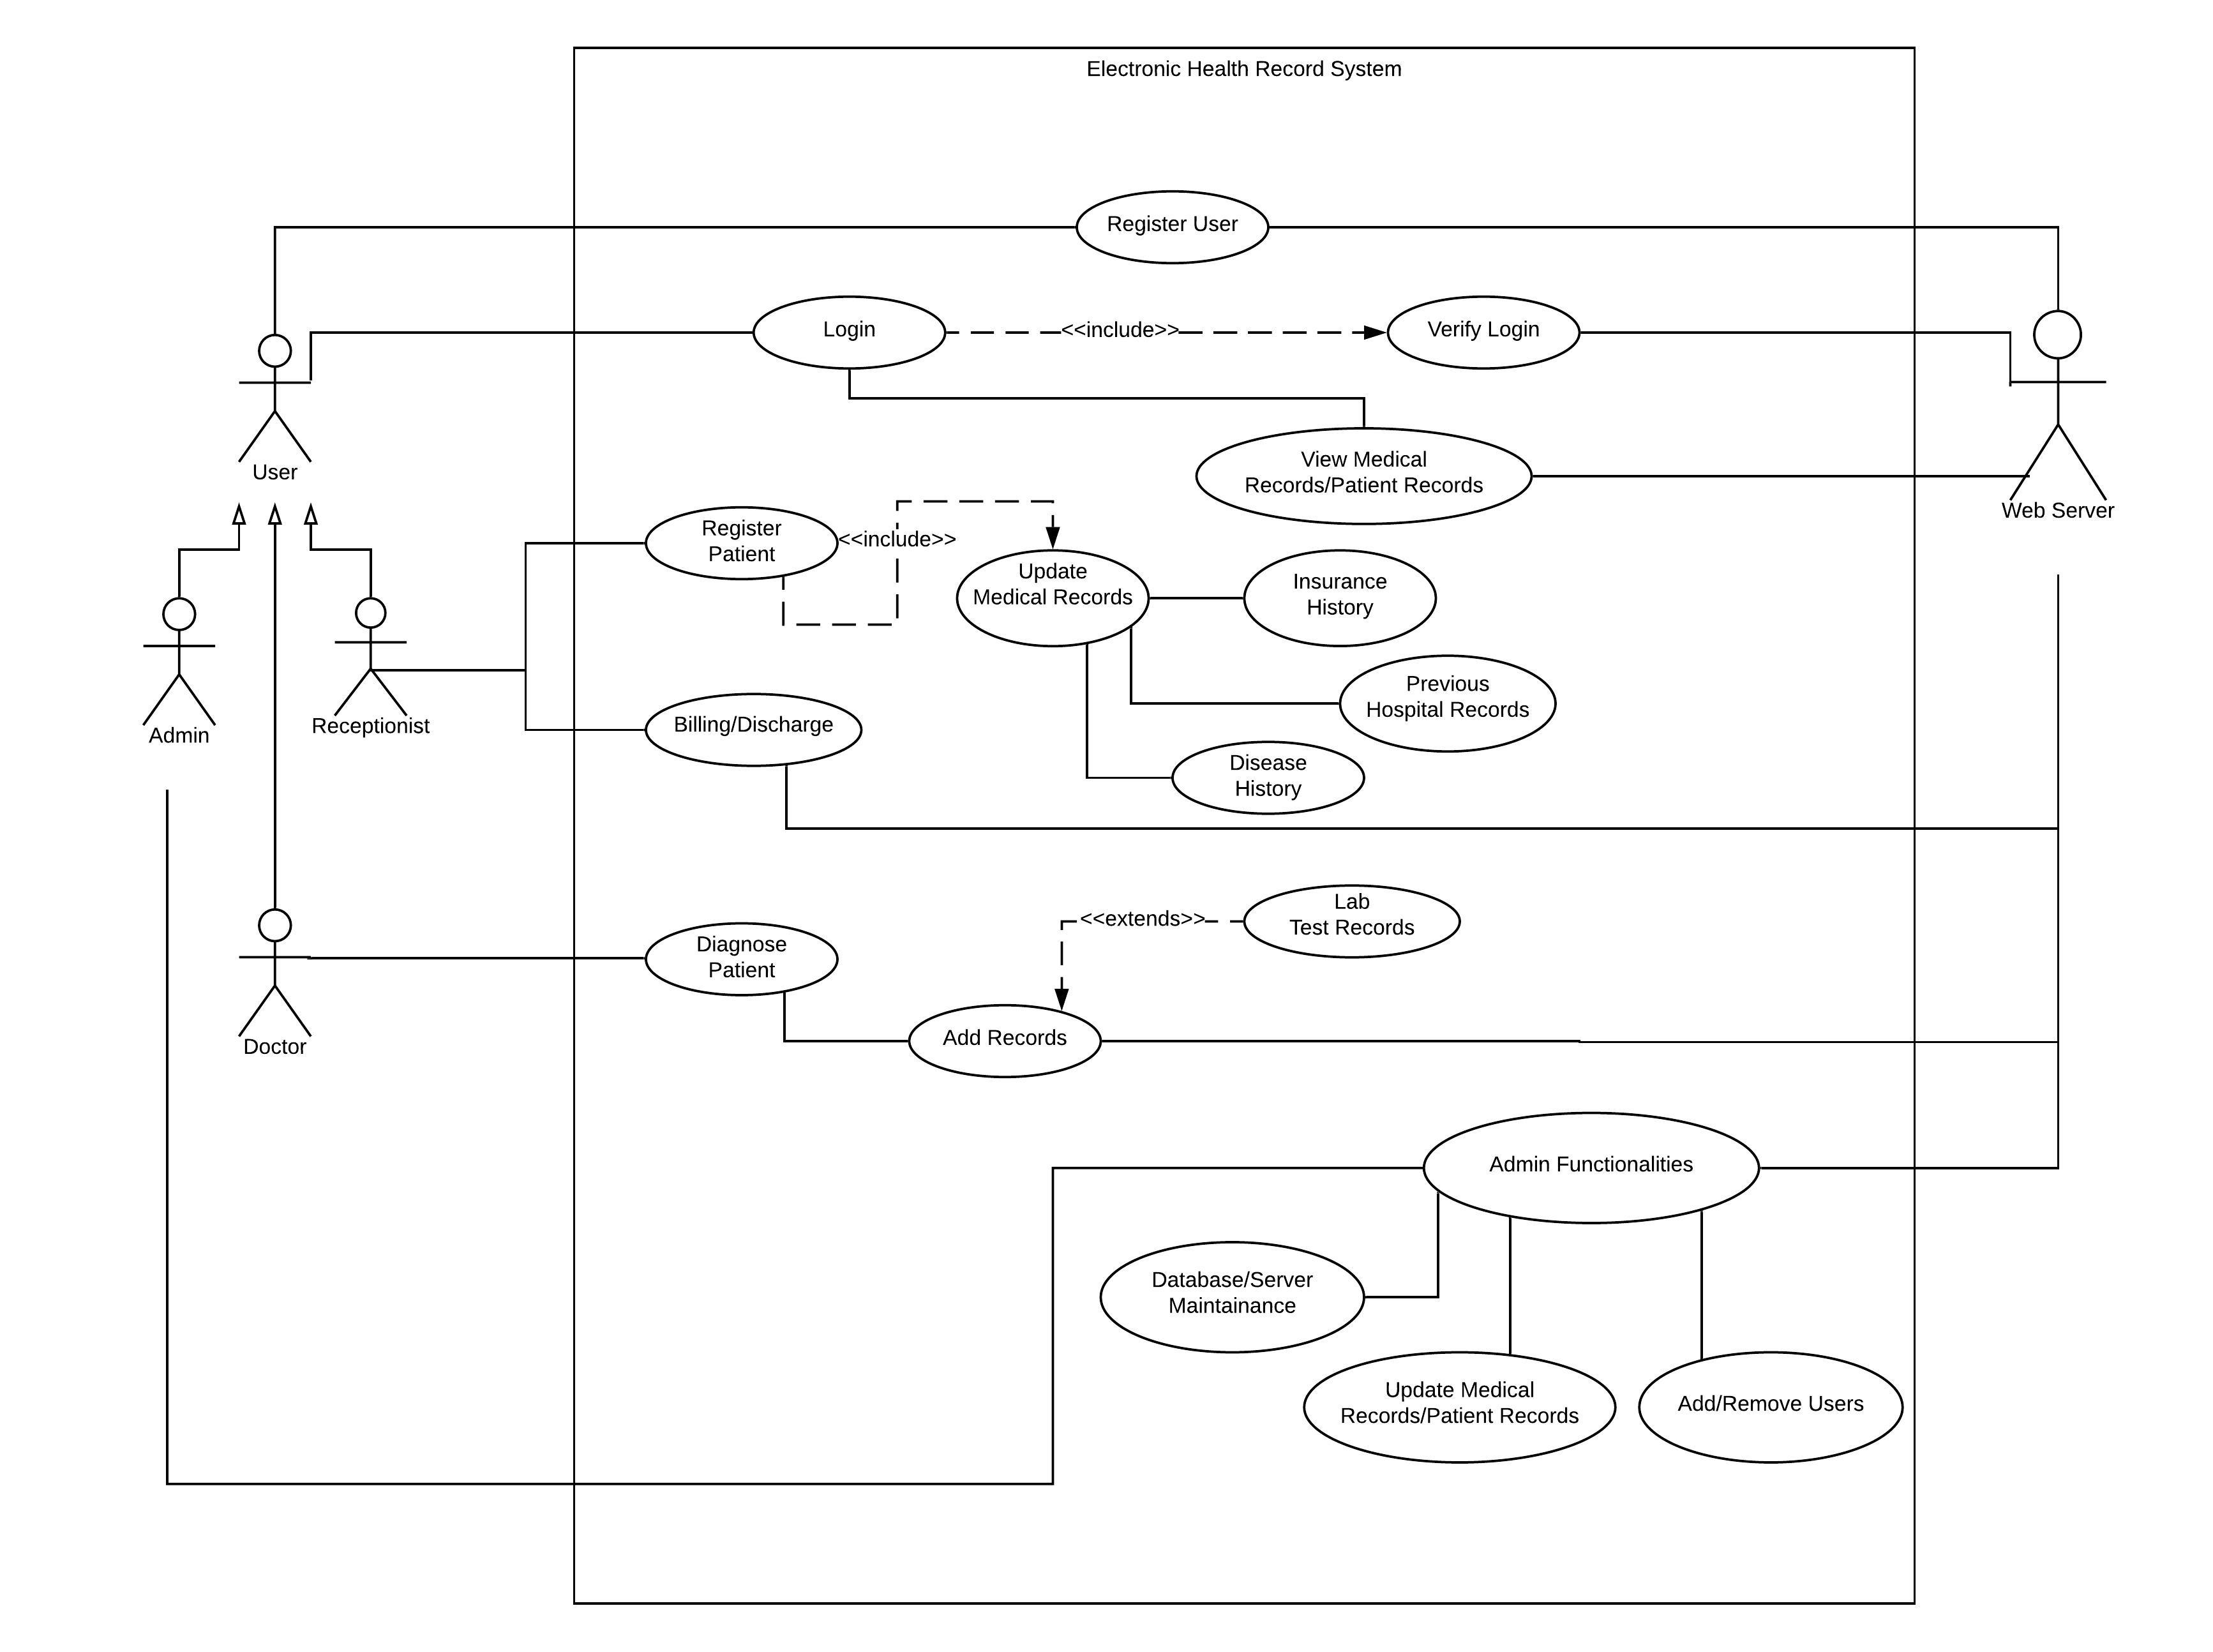 Electronic Health Record System
Register User
Login
<<include>>
Verify Login
User
View Medical
Records/Patient Records
Web Server
Register
Patient
<<include>>
Update
Medical Records
Insurance
History
Admin
Receptionist
Billing/Discharge
Previous
Hospital Records
Disease
History
Doctor
Diagnose
Patient
<<extends>>
Lab
Test Records
Add Records
Admin Functionalities
Database/Server
Maintainance
Update Medical
Records/Patient Records
Add/Remove Users